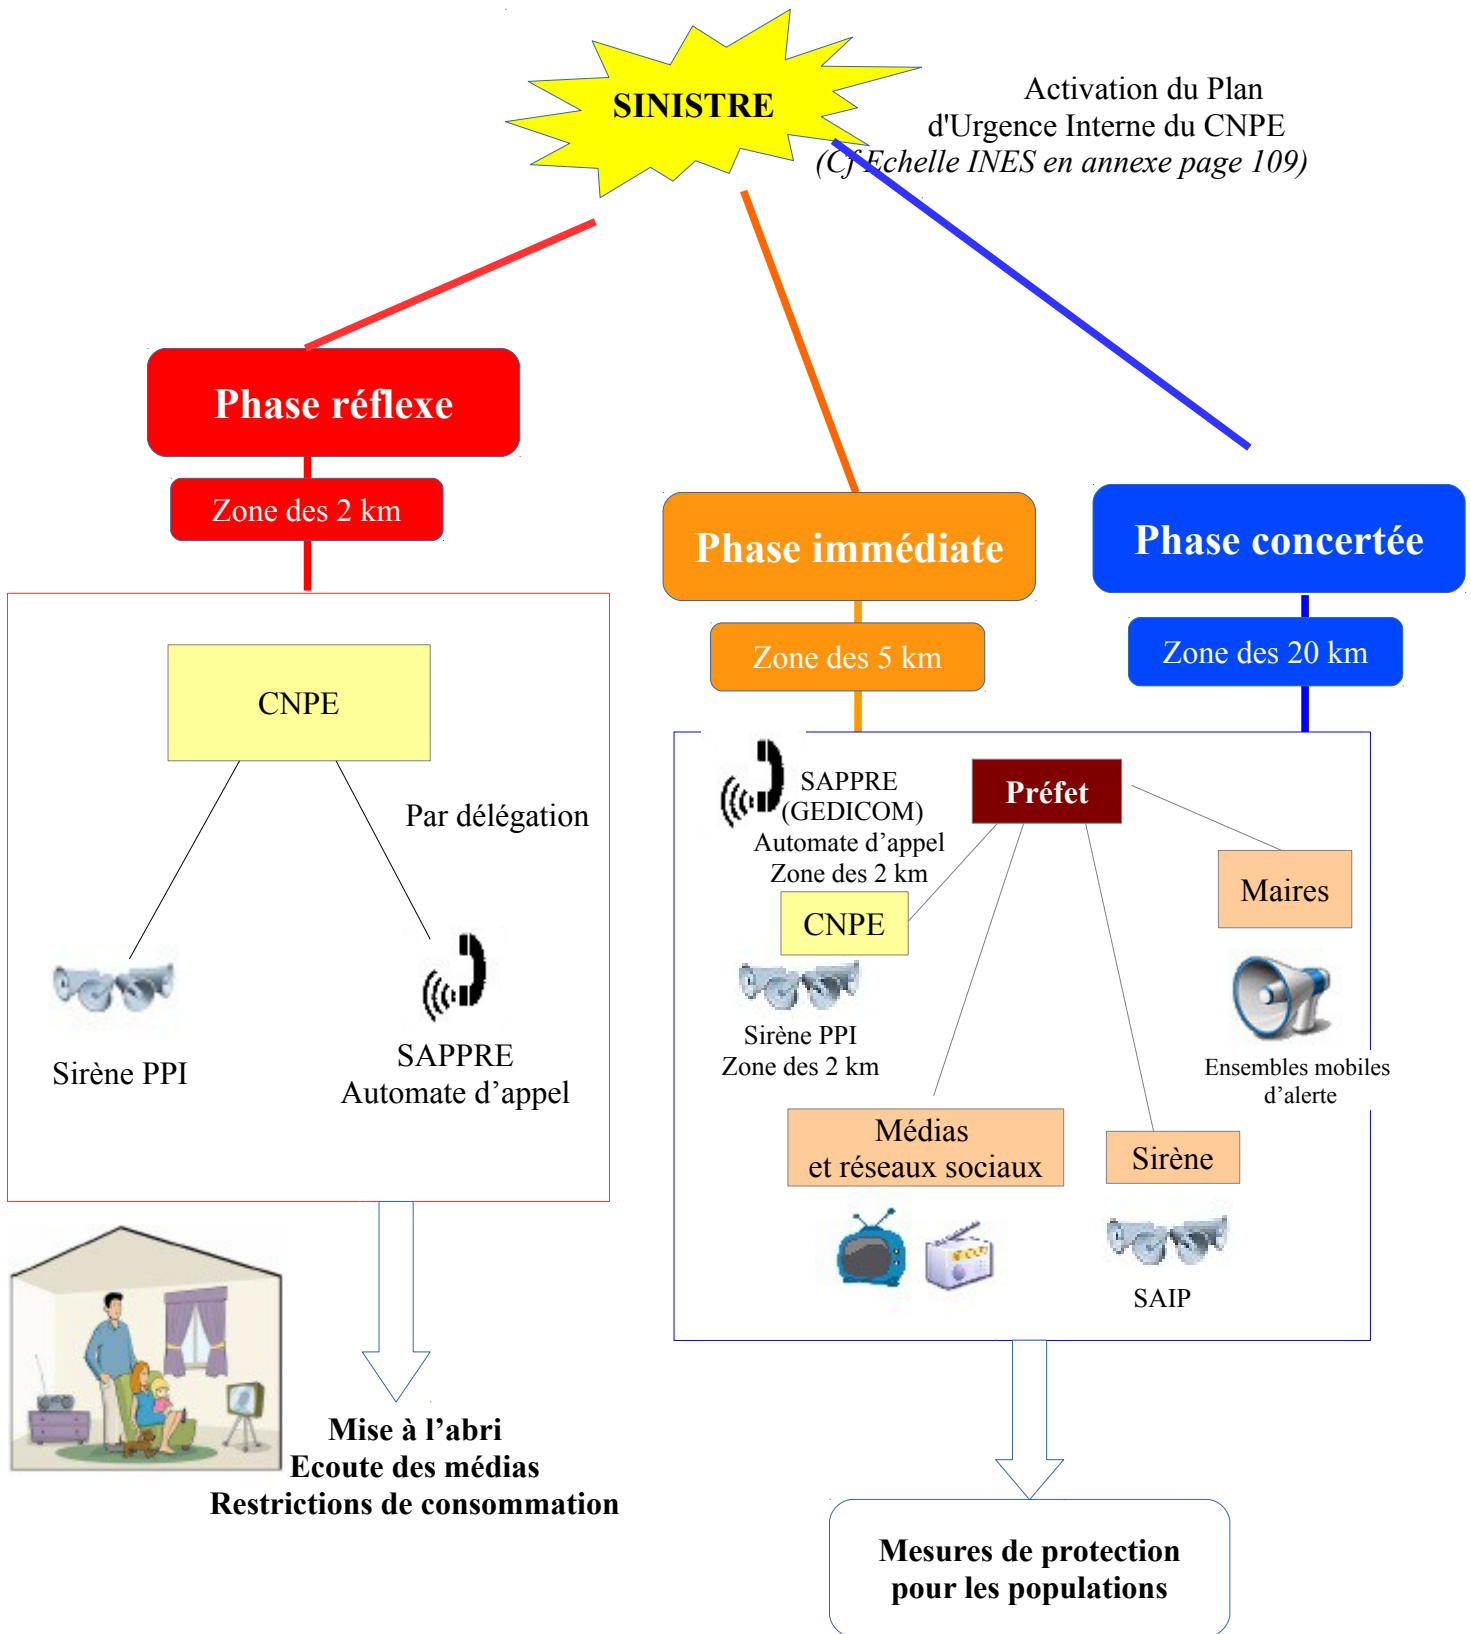 SINISTRE
Activation du Plan
d'Urgence Interne du CNPE
(Cf Echelle INES en annexe page 109)
Phase réflexe
Zone des 2 km
Phase immédiate
Zone des 5 km
Phase concertée
Zone des 20 km
CNPE
Par délégation
Sirène PPI
SAPPRE
Automate d'appel
SAPPRE
(GEDICOM)
Automate d'appel
Zone des 2 km
Préfet
CNPE
Maires
Sirène PPI
Zone des 2 km
Ensembles mobiles
d'alerte
Médias
et réseaux sociaux
Sirène
SAIP
Mise à l'abri
Ecoute des médias
Restrictions de consommation
Mesures de protection
pour les populations